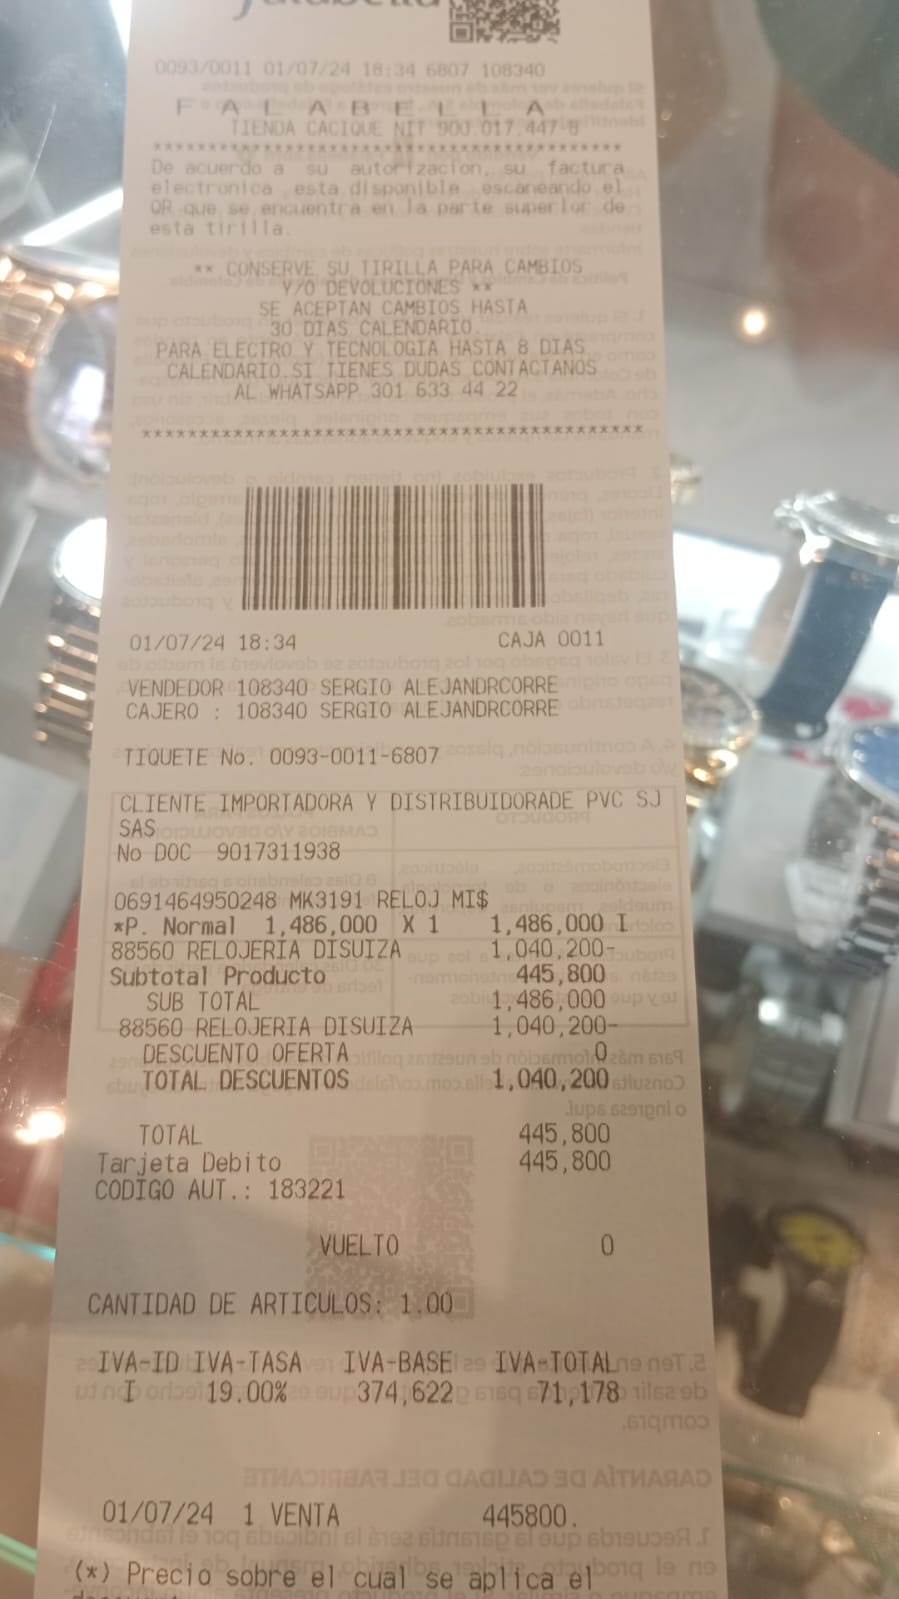 0093/0011 01/07/24 18:34 6807 108340
F A L A B E L L A
TIENDA CACIQUE NIT 900.017.447-8
*******************************************
De acuerdo a su autorizacion, su factura
electronica esta disponible escaneando el
QR que se encuentra en la parte superior de
esta tirilla.
** CONSERVE SU TIRILLA PARA CAMBIOS
Y/O DEVOLUCIONES **
SE ACEPTAN CAMBIOS HASTA
30 DIAS CALENDARIO.
PARA ELECTRO Y TECNOLOGIA HASTA 8 DIAS
CALENDARIO.SI TIENES DUDAS CONTACTANOS
AL WHATSAPP 301 633 44 22
*******************************************
01/07/24 18:34 CAJA 0011
VENDEDOR 108340 SERGIO ALEJANDRCORRE
CAJERO : 108340 SERGIO ALEJANDRCORRE
TIQUETE No. 0093-0011-6807
CLIENTE IMPORTADORA Y DISTRIBUIDORADE PVC SJ
SAS
No DOC 9017311938
0691464950248 MK3191 RELOJ MI$
*P. Normal 1,486,000 X 1 1,486,000 I
88560 RELOJERIA DISUIZA 1,040,200-
Subtotal Producto 445,800
SUB TOTAL 1,486,000
88560 RELOJERIA DISUIZA 1,040,200-
DESCUENTO OFERTA 0
TOTAL DESCUENTOS 1,040,200
TOTAL 445,800
Tarjeta Debito 445,800
CODIGO AUT.: 183221
VUELTO 0
CANTIDAD DE ARTICULOS: 1.00
IVA-ID IVA-TASA IVA-BASE IVA-TOTAL
I 19.00% 374,622 71,178
01/07/24 1 VENTA 445800.
(*) Precio sobre el cual se aplica el